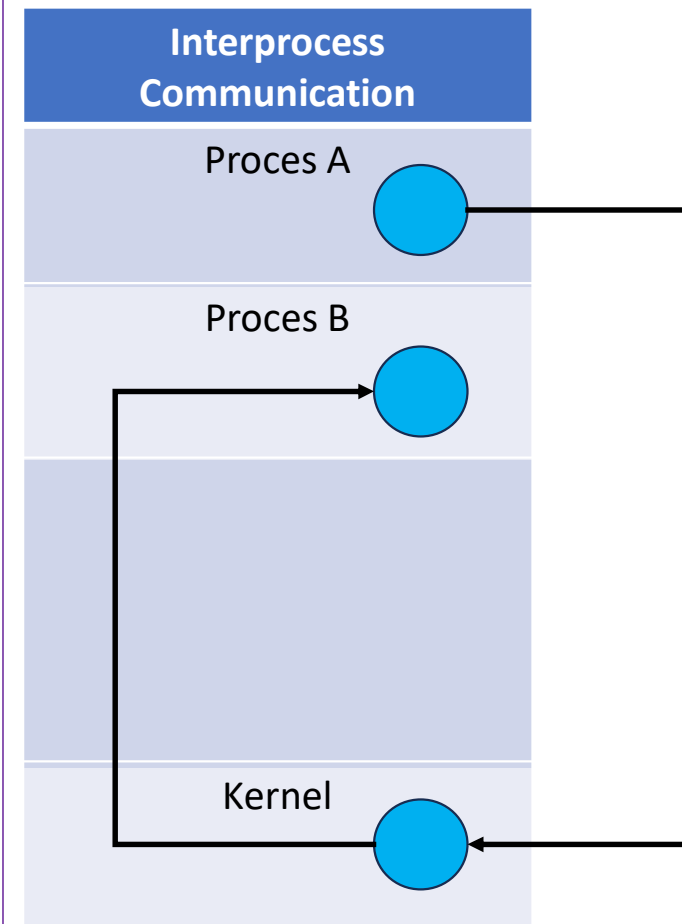 Interprocess
Communication
Proces A
Proces B
Kernel